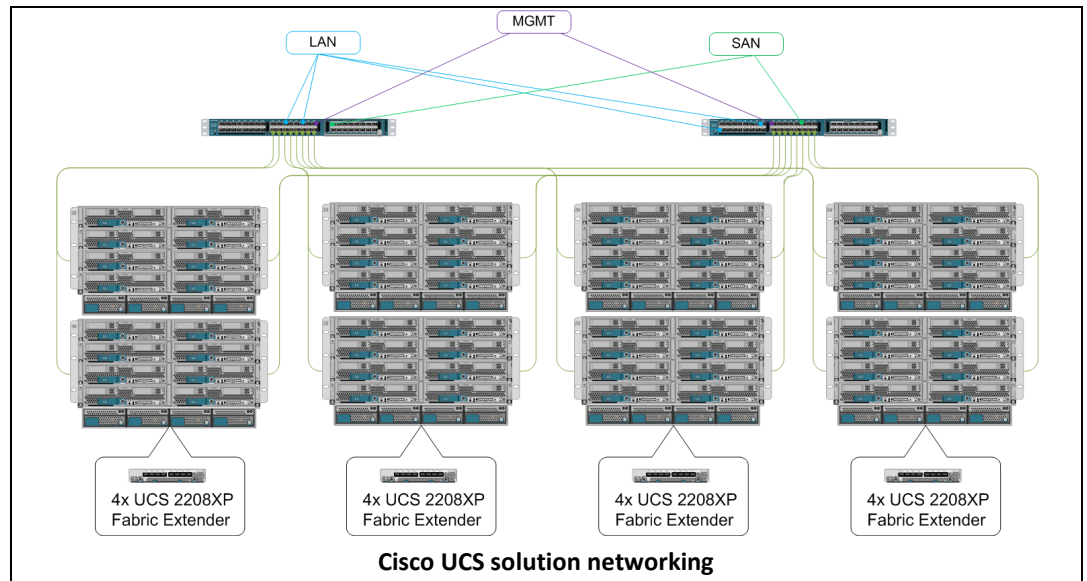 MGMT
LAN
SAN
4x UCS 2208XP
Fabric Extender
4x UCS 2208XP
Fabric Extender
4x UCS 2208XP
Fabric Extender
4x UCS 2208XP
Fabric Extender
Cisco UCS solution networking